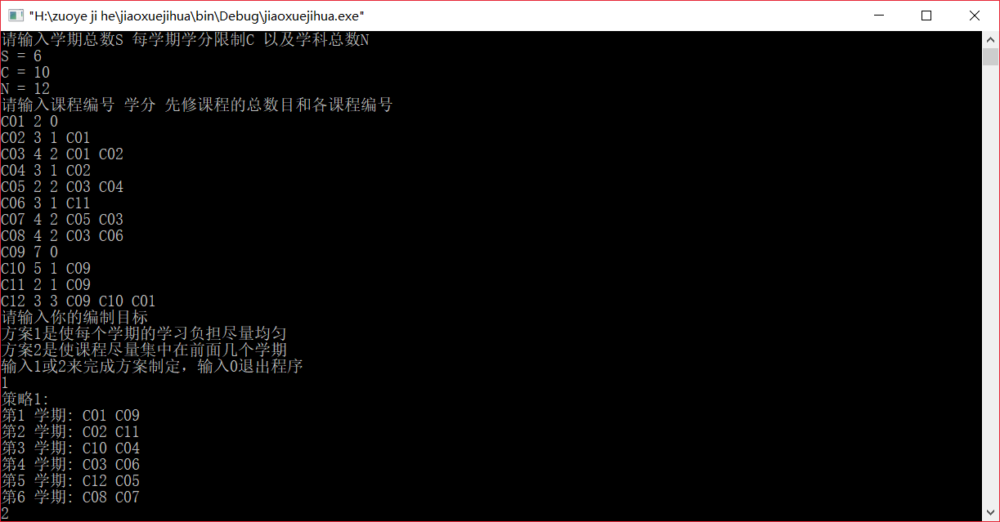 "H:\zuoye ji he\jiaoxuejihua\bin\Debug\jiaoxuejihua.exe"
请输入学期总数S 每学期学分限制C 以及学科总数N
S = 6
C = 10
N = 12
请输入课程编号 学分 先修课程的总数目和各课程编号
C01 2 0
C02 3 1 C01
C03 4 2 C01 C02
C04 3 1 C02
C05 2 2 C03 C04
C06 3 1 C11
C07 4 2 C05 C03
C08 4 2 C03 C06
C09 7 0
C10 5 1 C09
C11 2 1 C09
C12 3 3 C09 C10 C01
请输入你的编制目标
方案1是使每个学期的学习负担尽量均匀
方案2是使课程尽量集中在前面几个学期
输入1或2来完成方案制定，输入0退出程序
1
策略1:
第1 学期: C01 C09
第2 学期: C02 C11
第3 学期: C10 C04
第4 学期: C03 C06
第5 学期: C12 C05
第6 学期: C08 C07
2